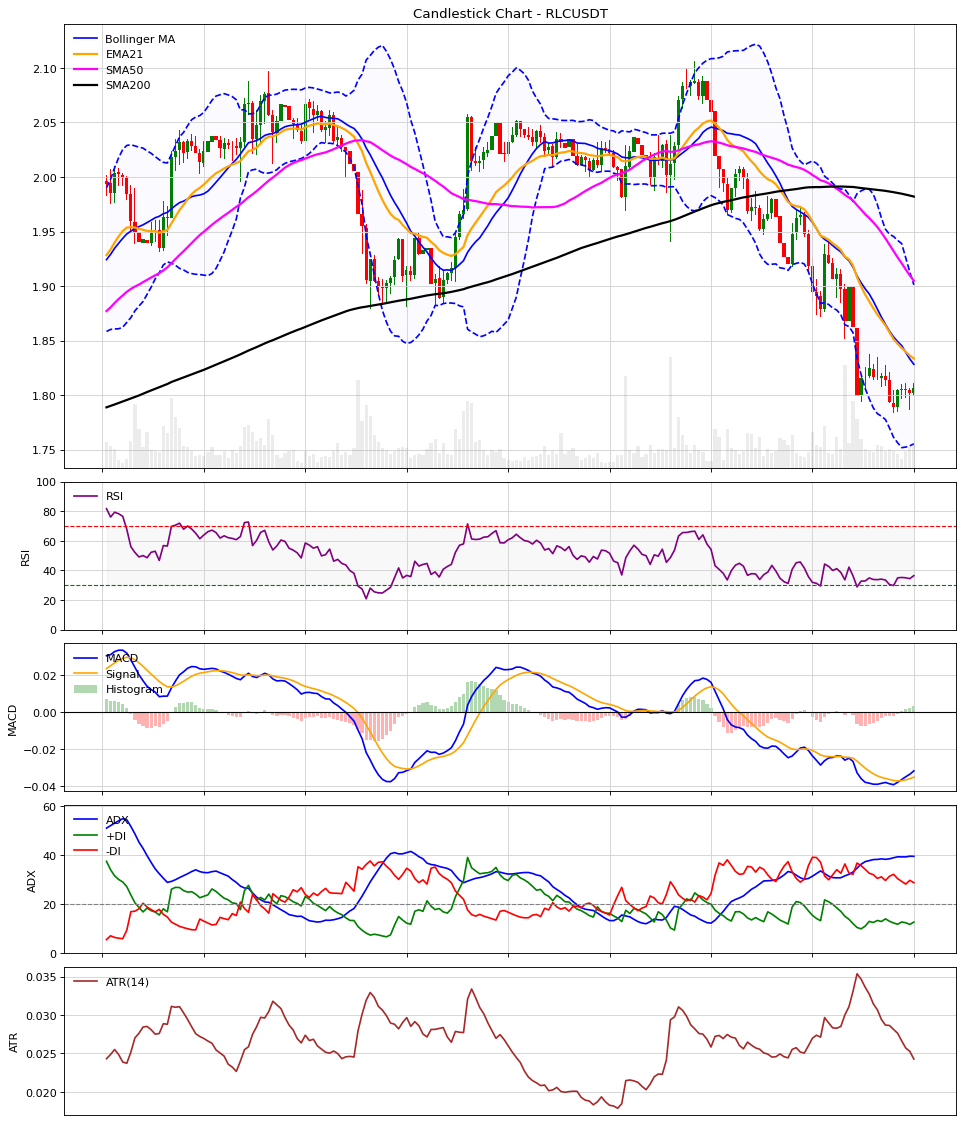 Candlestick Chart - RLCUSDT
Bollinger MA
EMA21
SMA50
SMA200
2.10
2.05
2.00
1.95
1.90
1.85
1.80
1.75
RSI
100
80
60
40
20
0
RSI
MACD
Signal
Histogram
0.02
0.00
−0.02
−0.04
MACD
ADX
+DI
-DI
60
40
20
0
ADX
ATR(14)
0.035
0.030
0.025
0.020
ATR